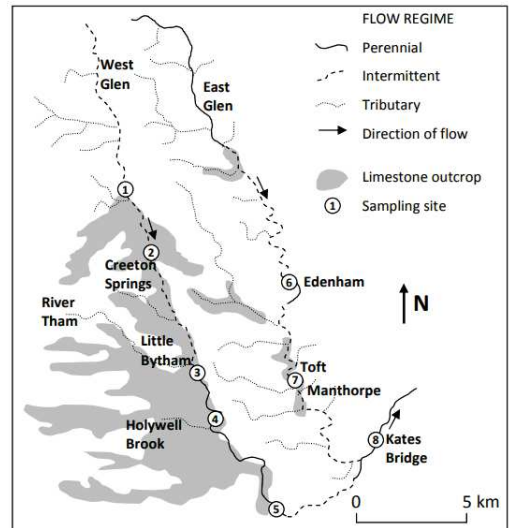 FLOW REGIME
Perennial
Intermittent
Tributary
Direction of flow
Limestone outcrop
1 Sampling site
West
Glen
East
Glen
1
2
Creeton
Springs
6 Edenham
N
River
Tham
Little
Bytham
3
Toft
7
Manthorpe
4
Holywell
Brook
8 Kates
Bridge
5
0 5 km